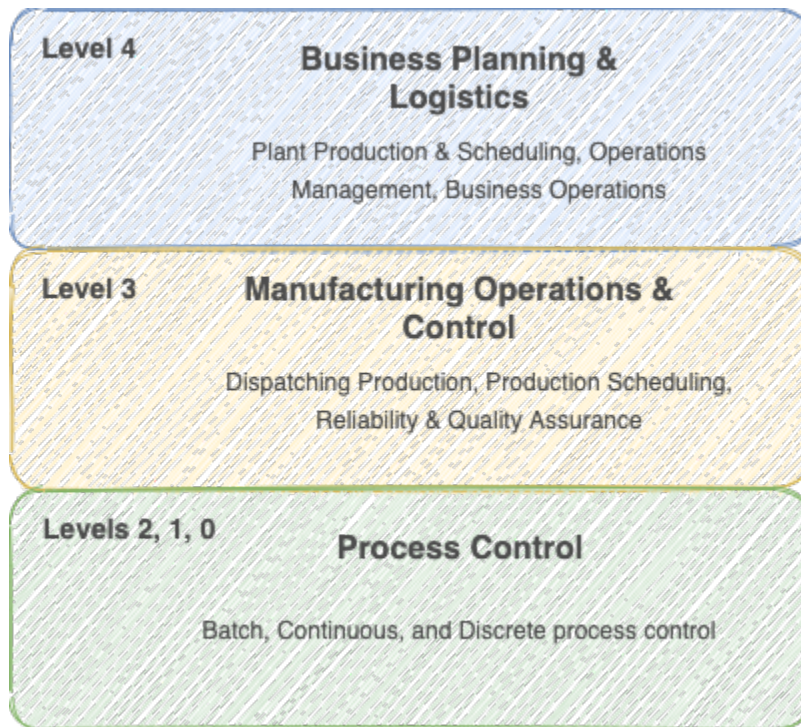 Level 4
Business Planning &
Logistics
Plant Production & Scheduling, Operations
Management, Business Operations
Level 3
Manufacturing Operations &
Control
Dispatching Production, Production Scheduling,
Reliability & Quality Assurance
Levels 2, 1, 0
Process Control
Batch, Continuous, and Discrete process control